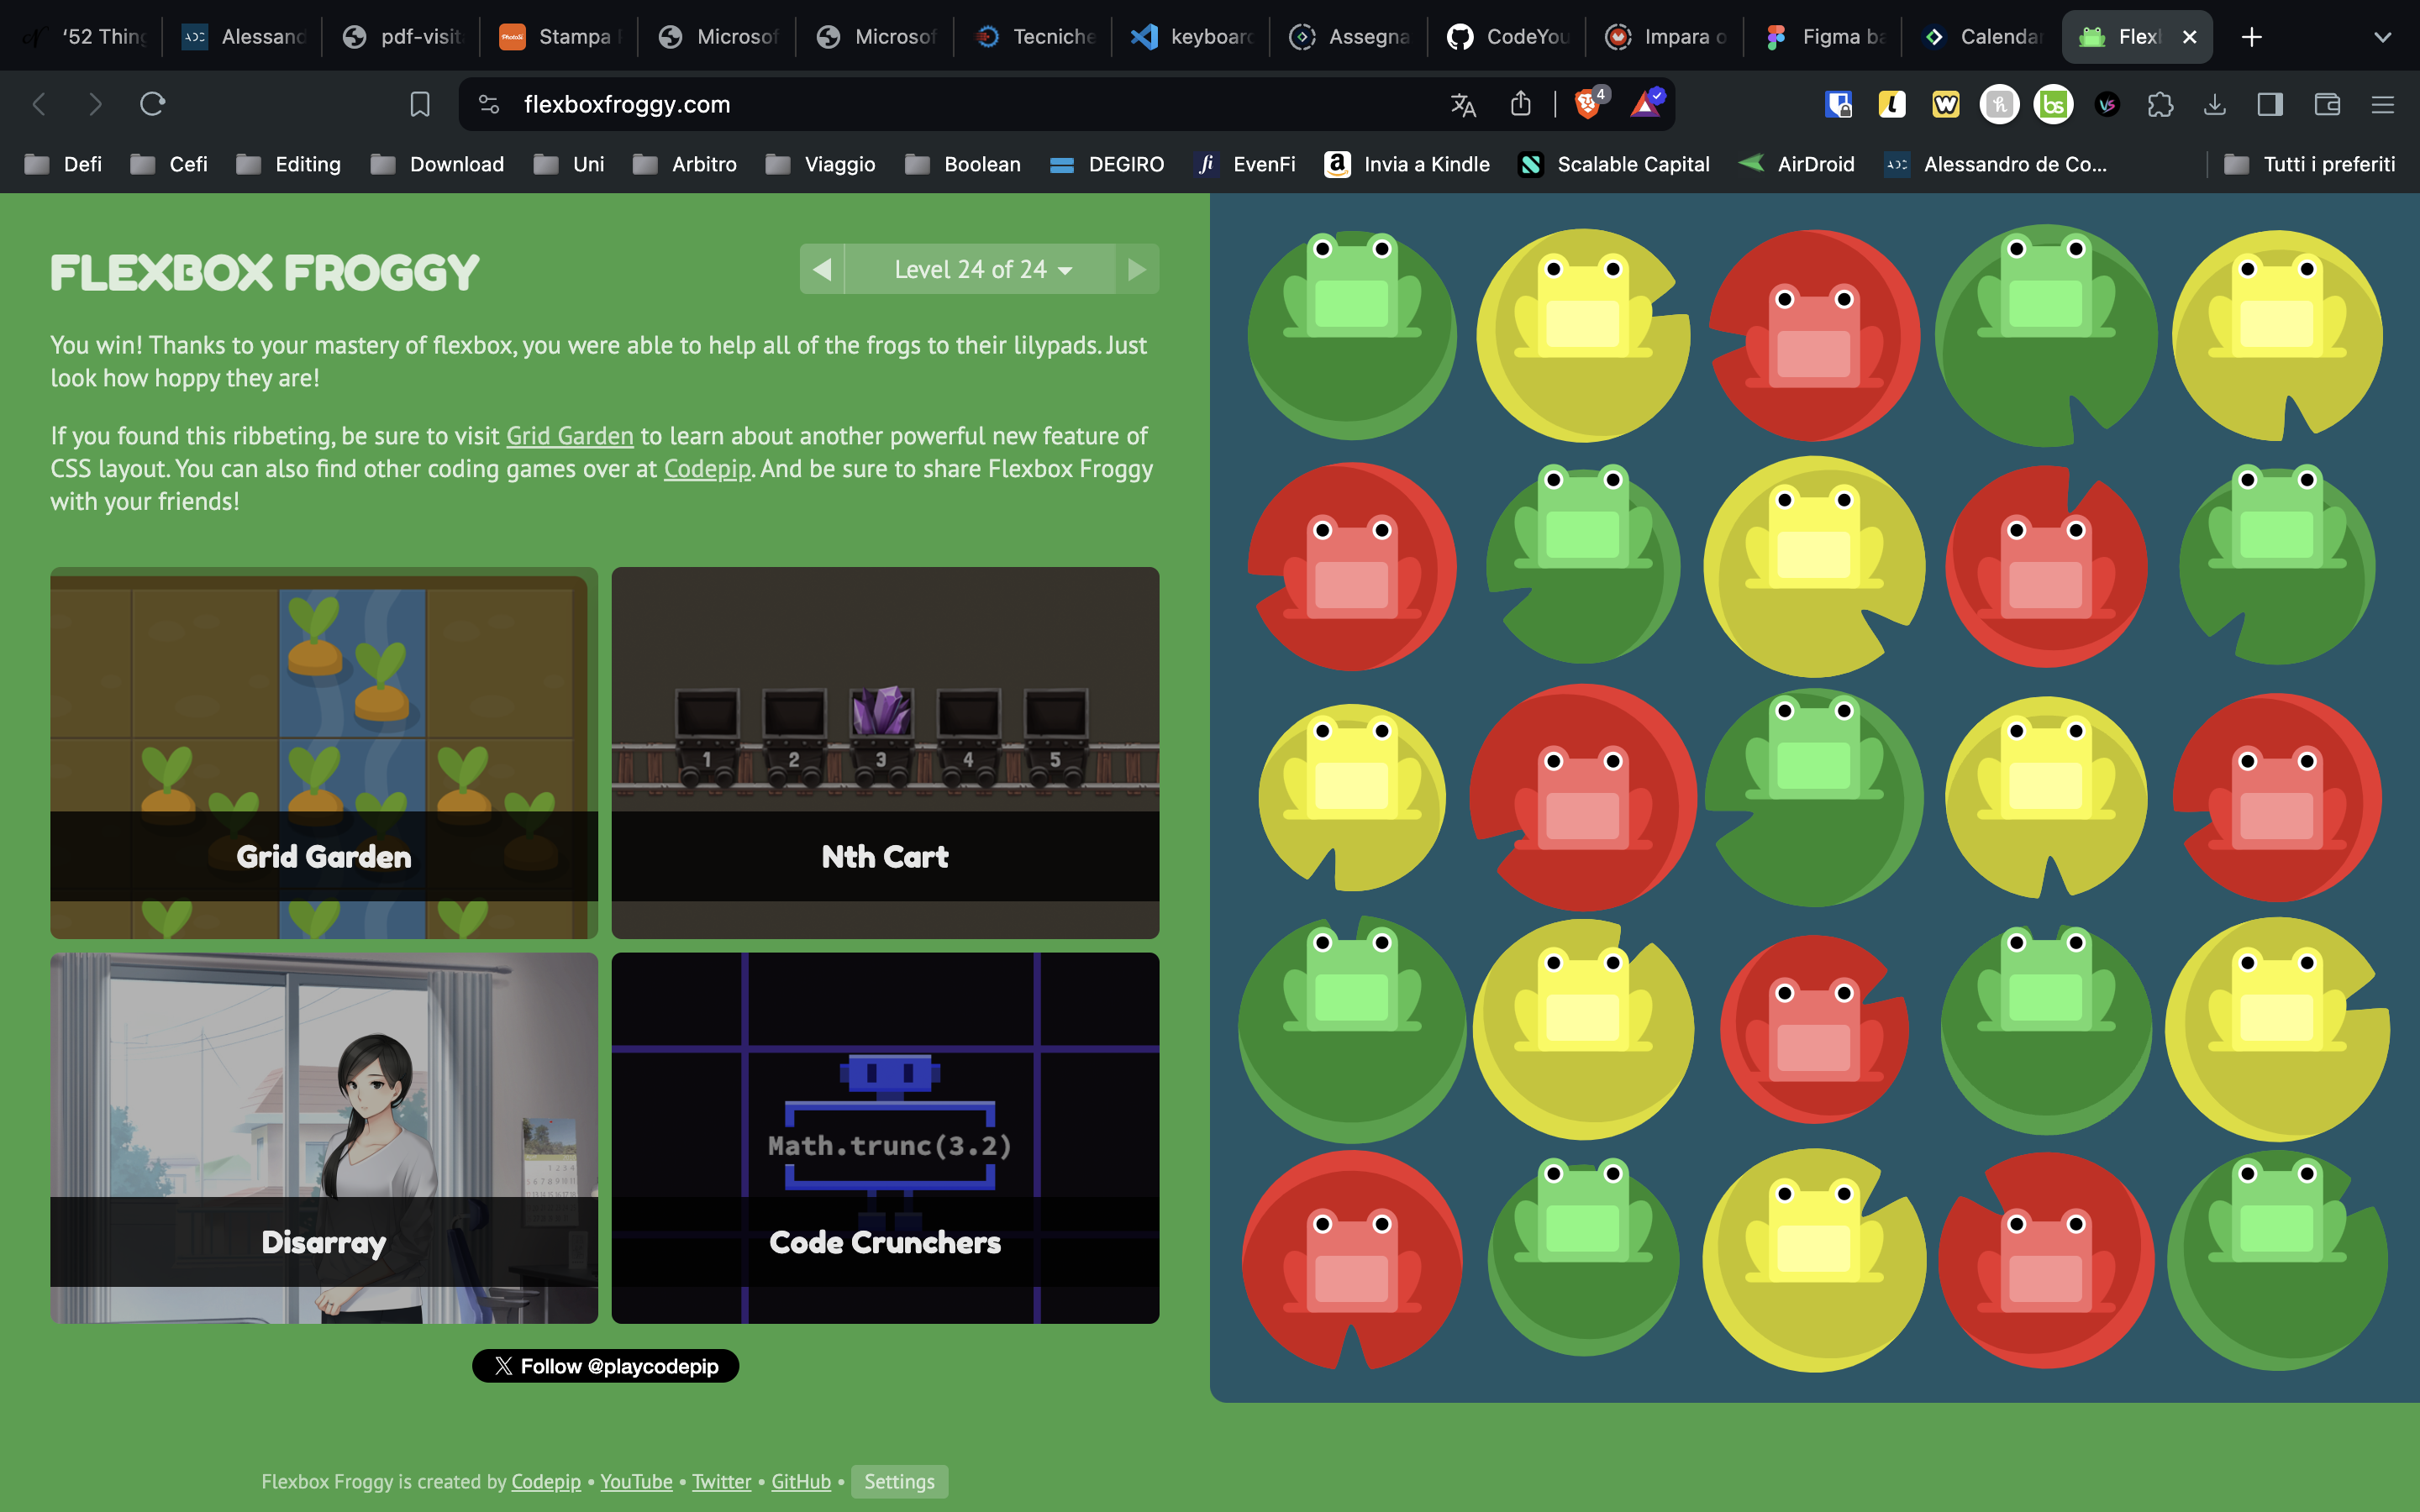 ‘52 Thing
Alessand
pdf-visit
Stampa F
Microsof
Microsof
Tecniche
keyboard
Assegna
CodeYou
Impara o
Figma ba
Calendar
Flexl
flexboxfroggy.com
4
Defi
Cefi
Editing
Download
Uni
Arbitro
Viaggio
Boolean
DEGIRO
EvenFi
Invia a Kindle
Scalable Capital
AirDroid
Alessandro de Co...
Tutti i preferiti
FLEXBOX FROGGY
Level 24 of 24
You win! Thanks to your mastery of flexbox, you were able to help all of the frogs to their lilypads. Just
look how hoppy they are!
If you found this ribbeting, be sure to visit Grid Garden to learn about another powerful new feature of
CSS layout. You can also find other coding games over at Codepip. And be sure to share Flexbox Froggy
with your friends!
Grid Garden
1 2 3 4 5
Nth Cart
Disarray
Math.trunc(3.2)
Code Crunchers
Follow @playcodepip
Flexbox Froggy is created by Codepip • YouTube • Twitter • GitHub • Settings